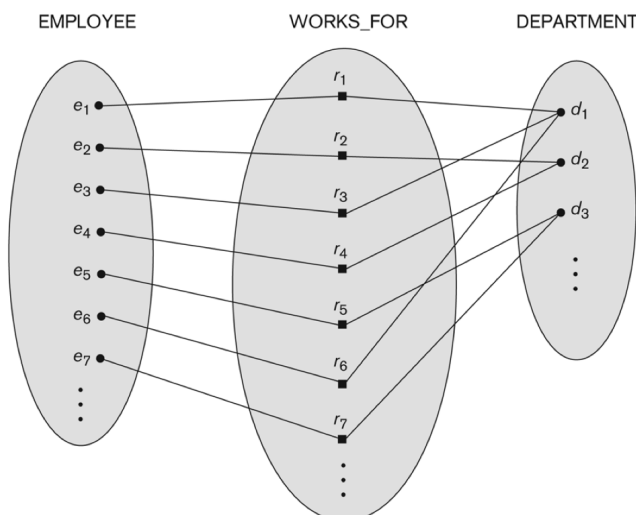 EMPLOYEE WORKS_FOR DEPARTMENT
e1 r1 d1
e2 r2 d2
e3 r3 d3
e4 r4
e5 r5
e6 r6
e7 r7